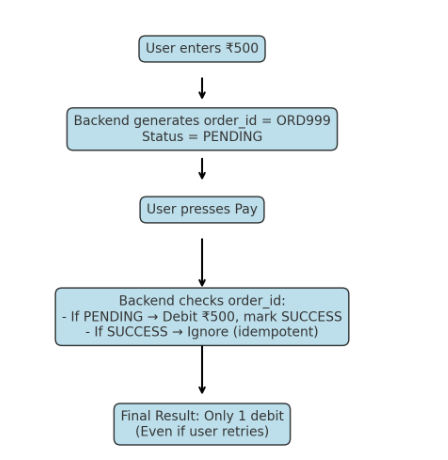 User enters ₹500
Backend generates order_id = ORD999
Status = PENDING
User presses Pay
Backend checks order_id:
- If PENDING → Debit ₹500, mark SUCCESS
- If SUCCESS → Ignore (idempotent)
Final Result: Only 1 debit
(Even if user retries)